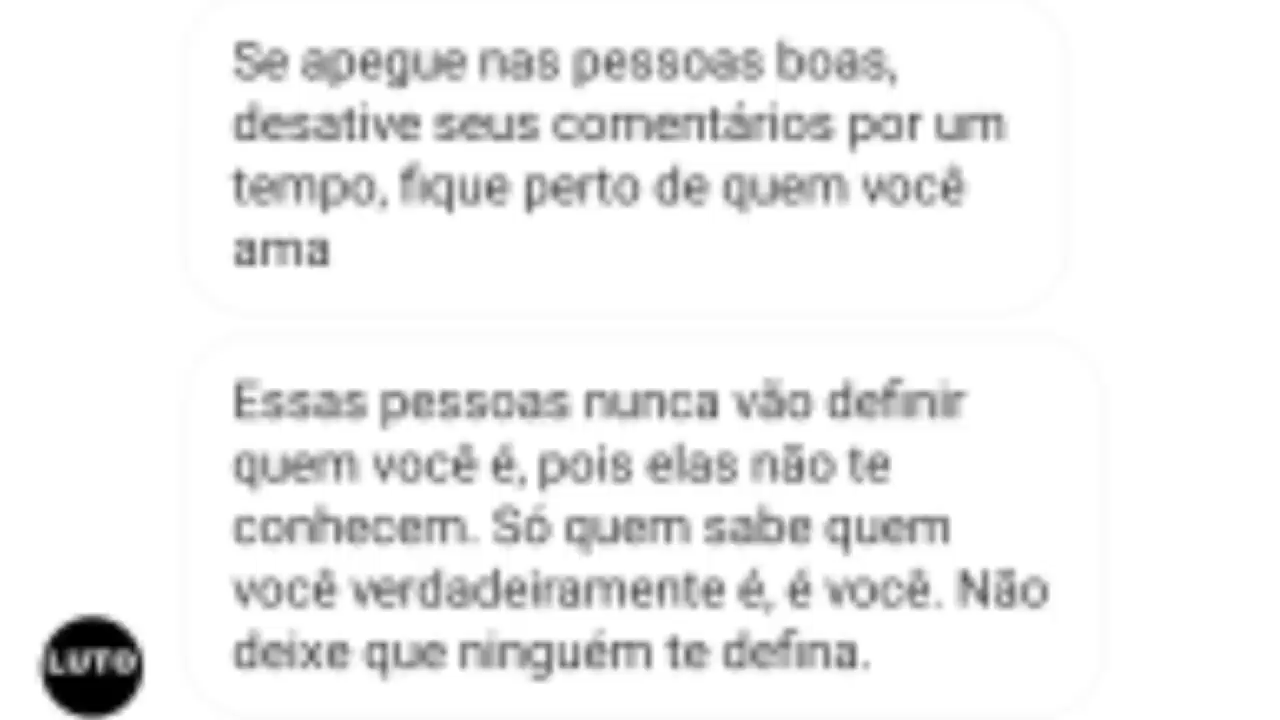 Se apegue nas pessoas boas,
desative seus comentários por um
tempo, fique perto de quem você
ama
Essas pessoas nunca vão definir
quem você é, pois elas não te
conhecem. Só quem sabe quem
você verdadeiramente é, é você. Não
deixe que ninguém te defina.
LUTO